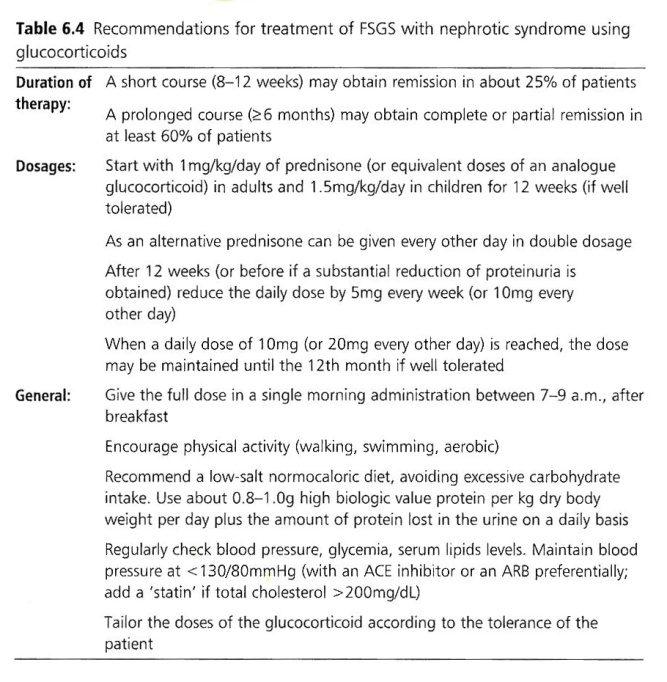 Table 6.4 Recommendations for treatment of FSGS with nephrotic syndrome using
glucocorticoids
Duration of therapy:
A short course (8–12 weeks) may obtain remission in about 25% of patients
A prolonged course (≥6 months) may obtain complete or partial remission in
at least 60% of patients
Dosages:
Start with 1mg/kg/day of prednisone (or equivalent doses of an analogue
glucocorticoid) in adults and 1.5mg/kg/day in children for 12 weeks (if well
tolerated)
As an alternative prednisone can be given every other day in double dosage
After 12 weeks (or before if a substantial reduction of proteinuria is
obtained) reduce the daily dose by 5mg every week (or 10mg every
other day)
When a daily dose of 10mg (or 20mg every other day) is reached, the dose
may be maintained until the 12th month if well tolerated
General:
Give the full dose in a single morning administration between 7–9 a.m., after
breakfast
Encourage physical activity (walking, swimming, aerobic)
Recommend a low-salt normocaloric diet, avoiding excessive carbohydrate
intake. Use about 0.8–1.0g high biologic value protein per kg dry body
weight per day plus the amount of protein lost in the urine on a daily basis
Regularly check blood pressure, glycemia, serum lipids levels. Maintain blood
pressure at <130/80mmHg (with an ACE inhibitor or an ARB preferentially;
add a 'statin' if total cholesterol >200mg/dL)
Tailor the doses of the glucocorticoid according to the tolerance of the
patient